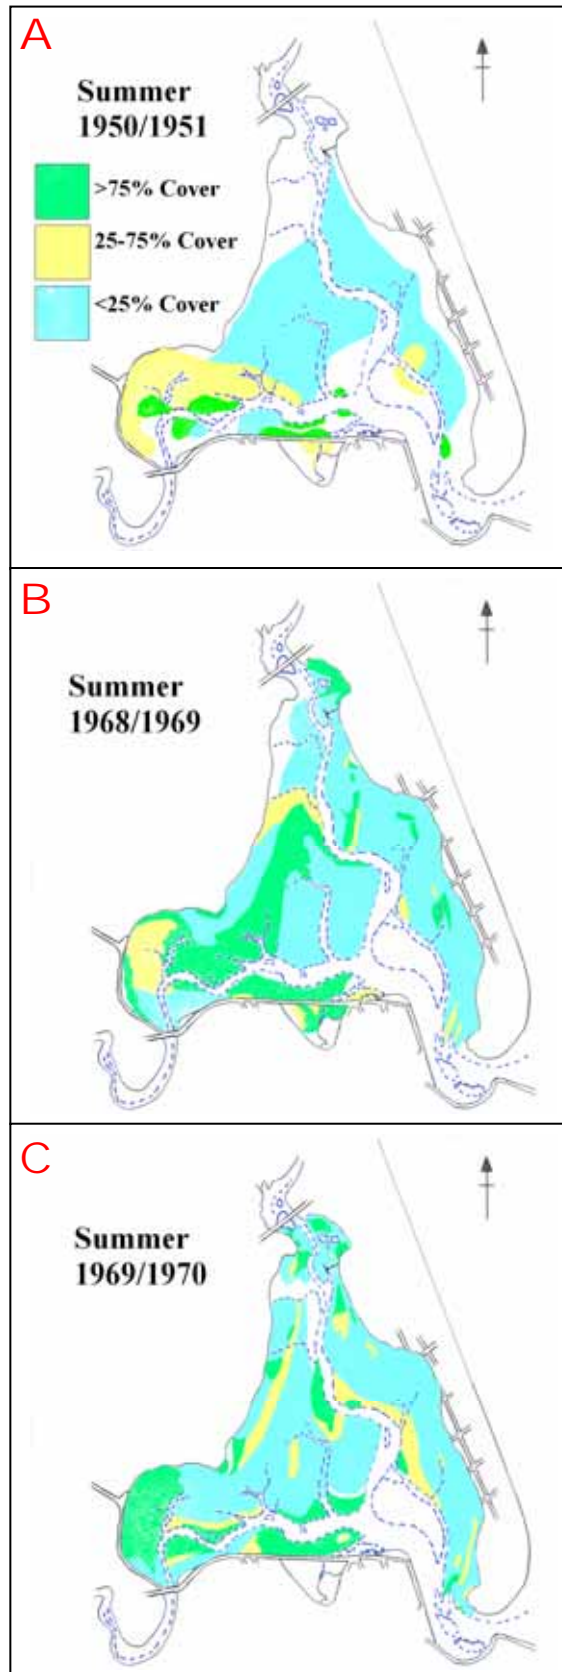 A
Summer
1950/1951
>75% Cover
25-75% Cover
<25% Cover
B
Summer
1968/1969
C
Summer
1969/1970